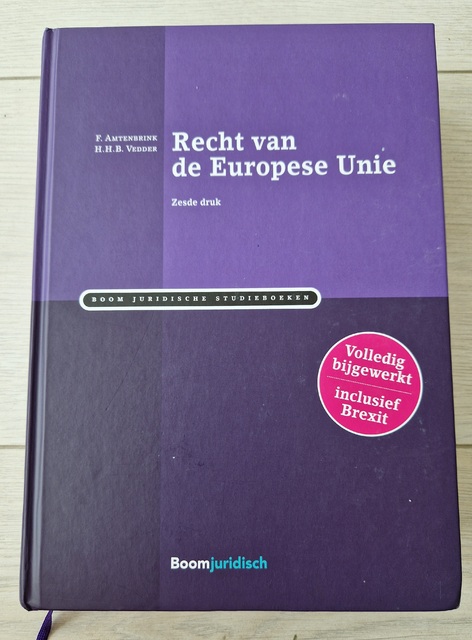 F. Amtenbrink
H.H.B. Vedder
Recht van
de Europese Unie
Zesde druk
BOOM JURIDISCHE STUDIEBOEKEN
Volledig
bijgewerkt
inclusief
Brexit
Boomjuridisch